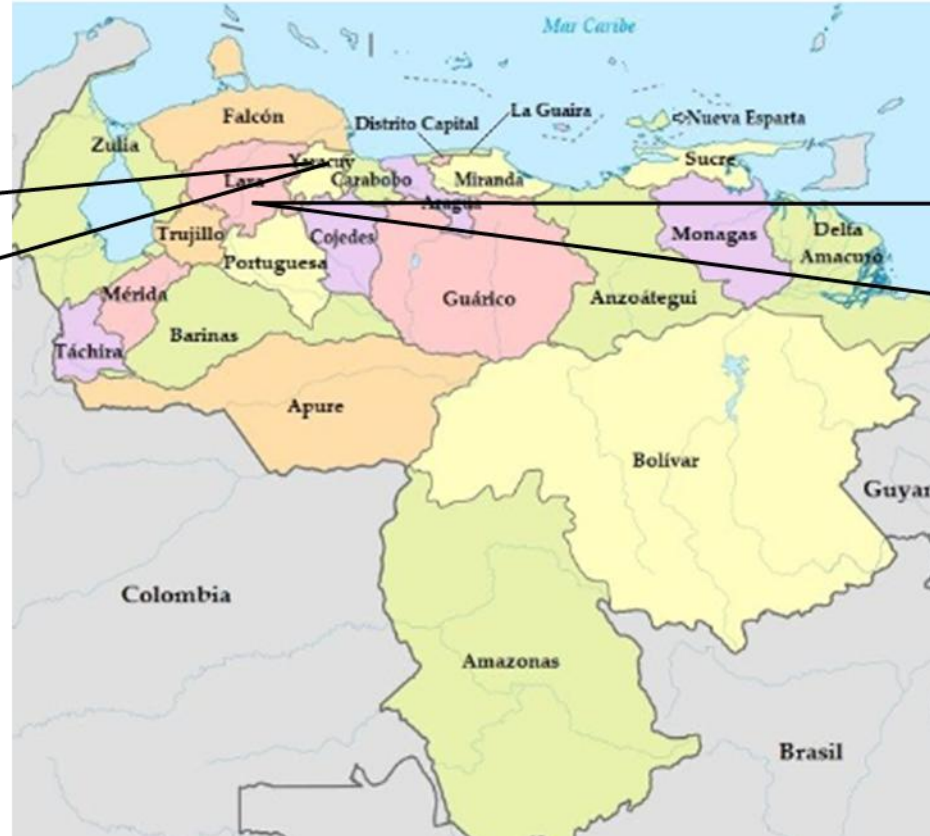 Mar Caribe
Falcón
La Guaira
Distrito Capital
Nueva Esparta
Zulia
Yaracuy
Sucre
Lara
Carabobo
Miranda
Aragua
Trujillo
Cojedes
Monagas
Delta
Amacuro
Portuguesa
Mérida
Guárico
Anzoátegui
Barinas
Táchira
Apure
Bolívar
Guyan
Colombia
Amazonas
Brasil